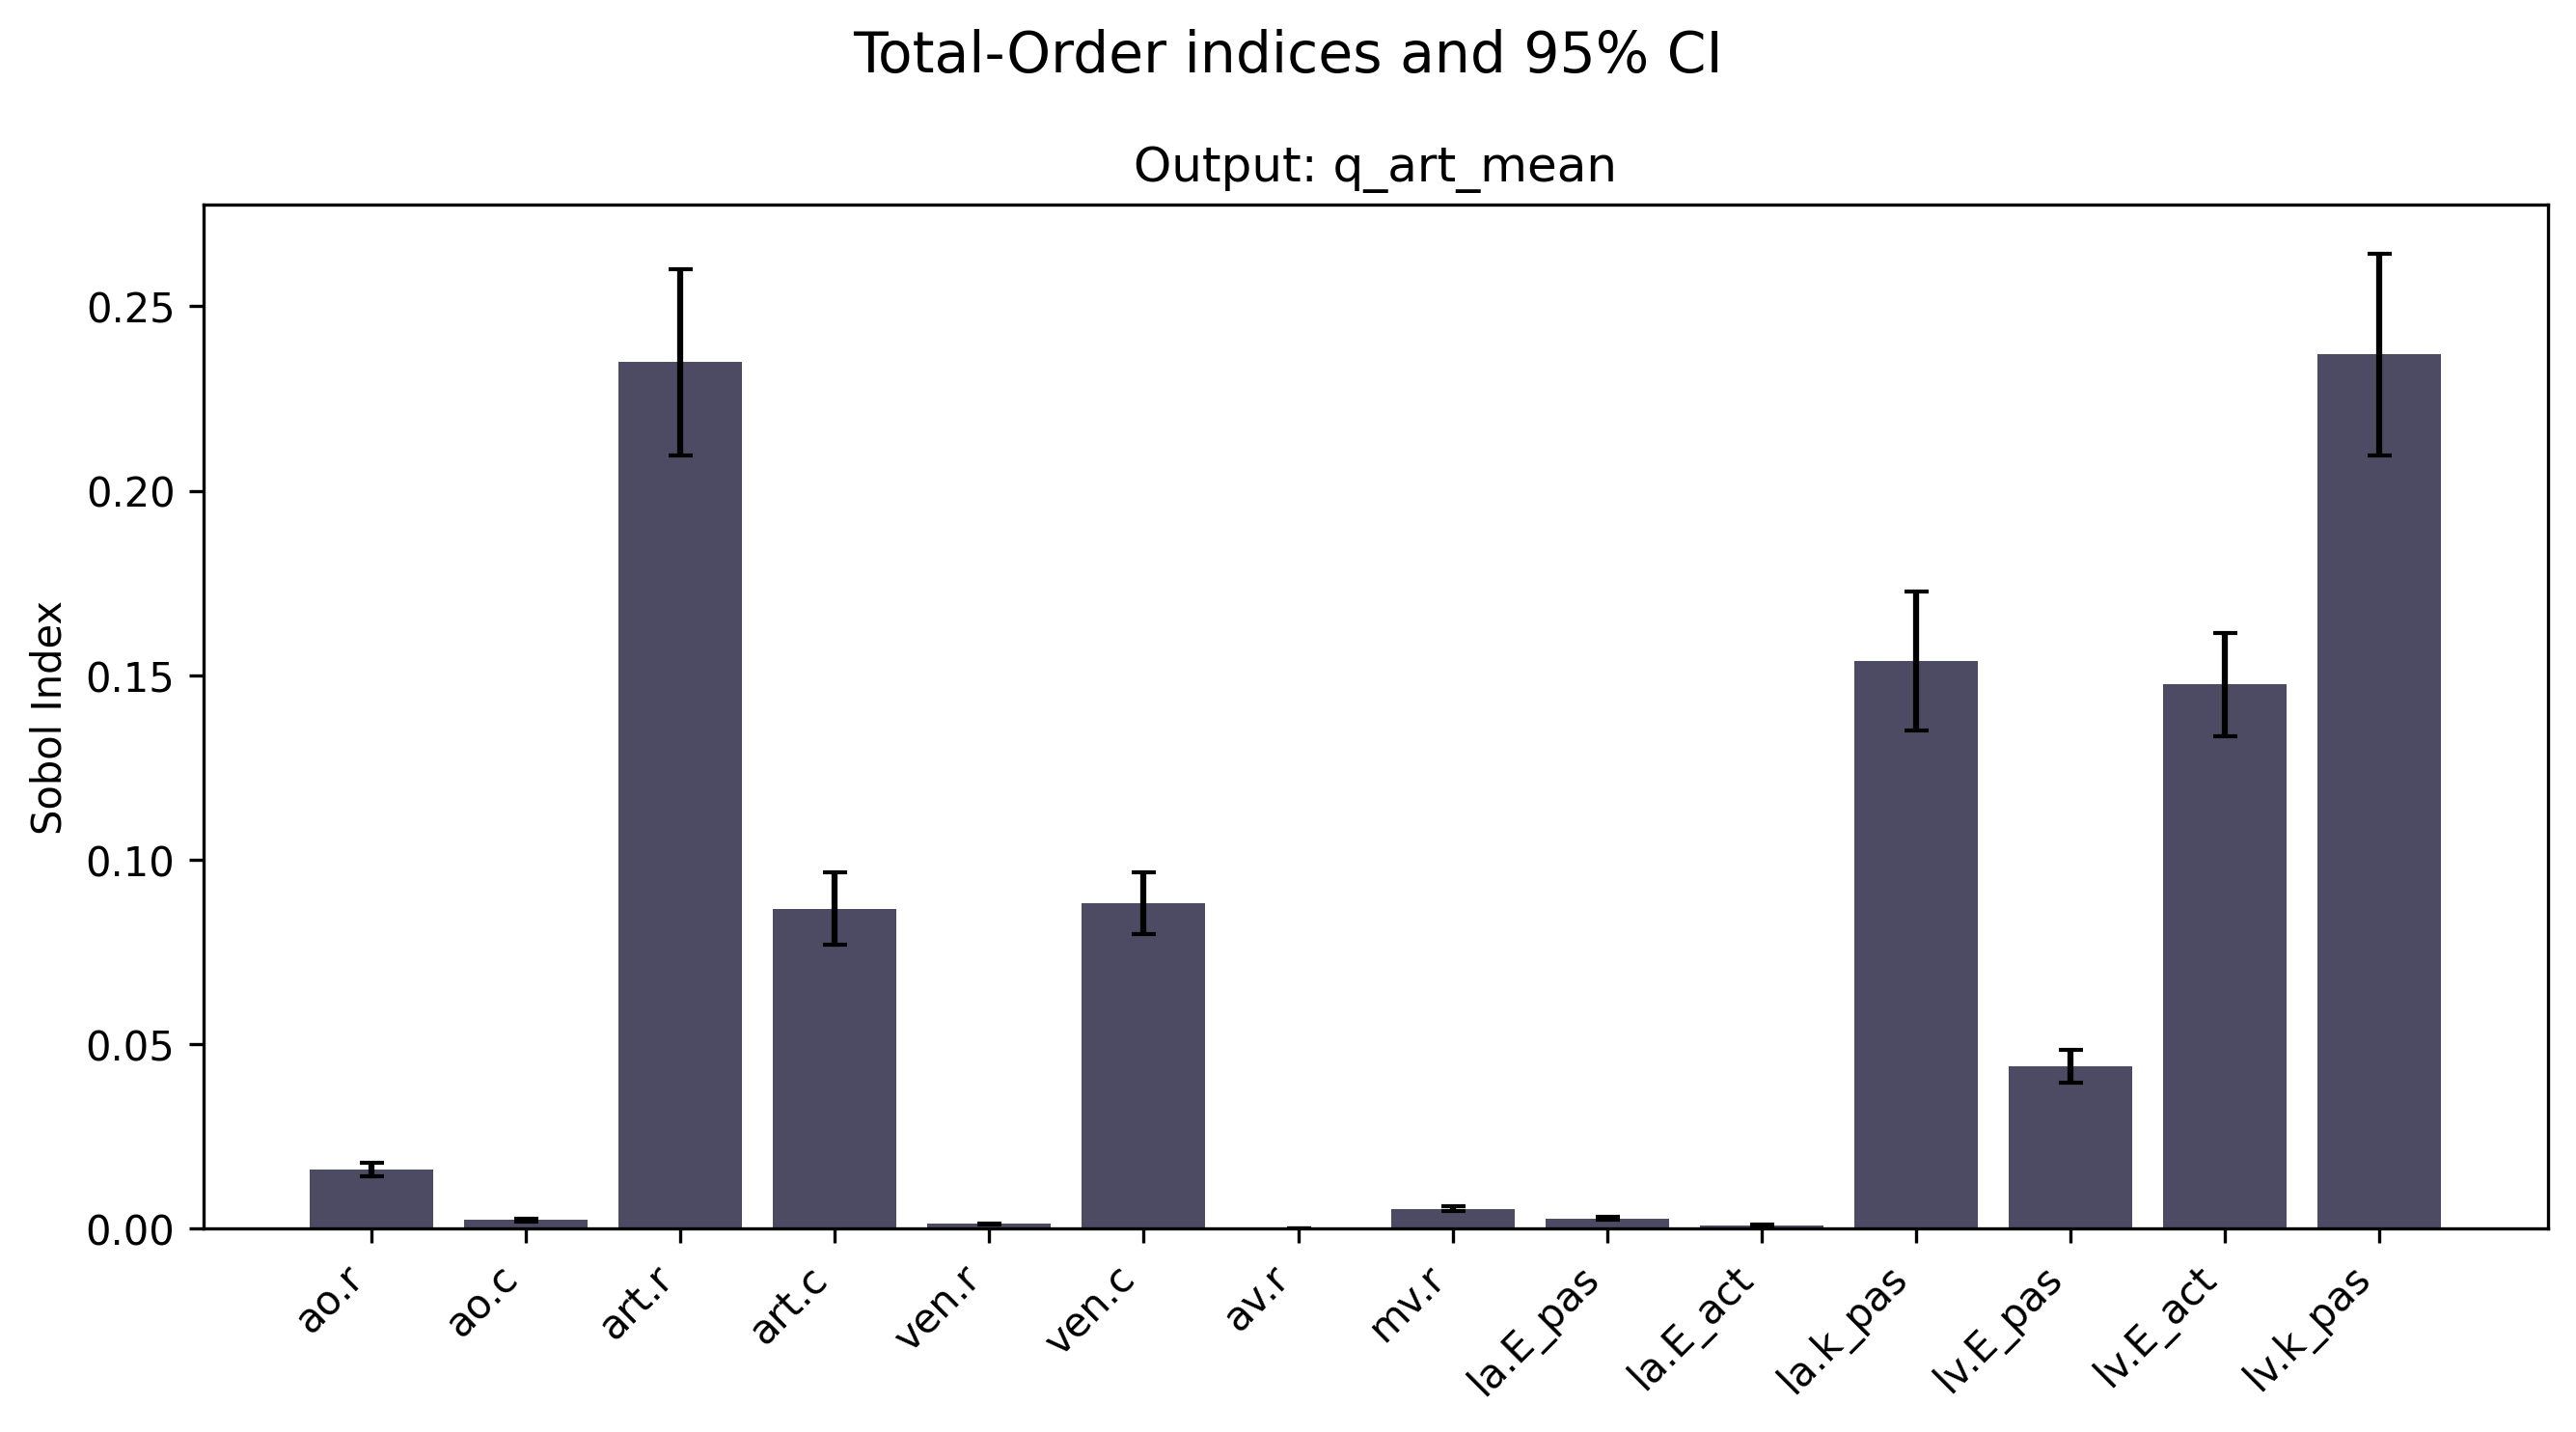 Total-Order indices and 95% CI
Output: q_art_mean
Sobol Index
0.25
0.20
0.15
0.10
0.05
0.00
ao.r
ao.c
art.r
art.c
ven.r
ven.c
av.r
mv.r
la.E_pas
la.E_act
la.k_pas
lv.E_pas
lv.E_act
lv.k_pas